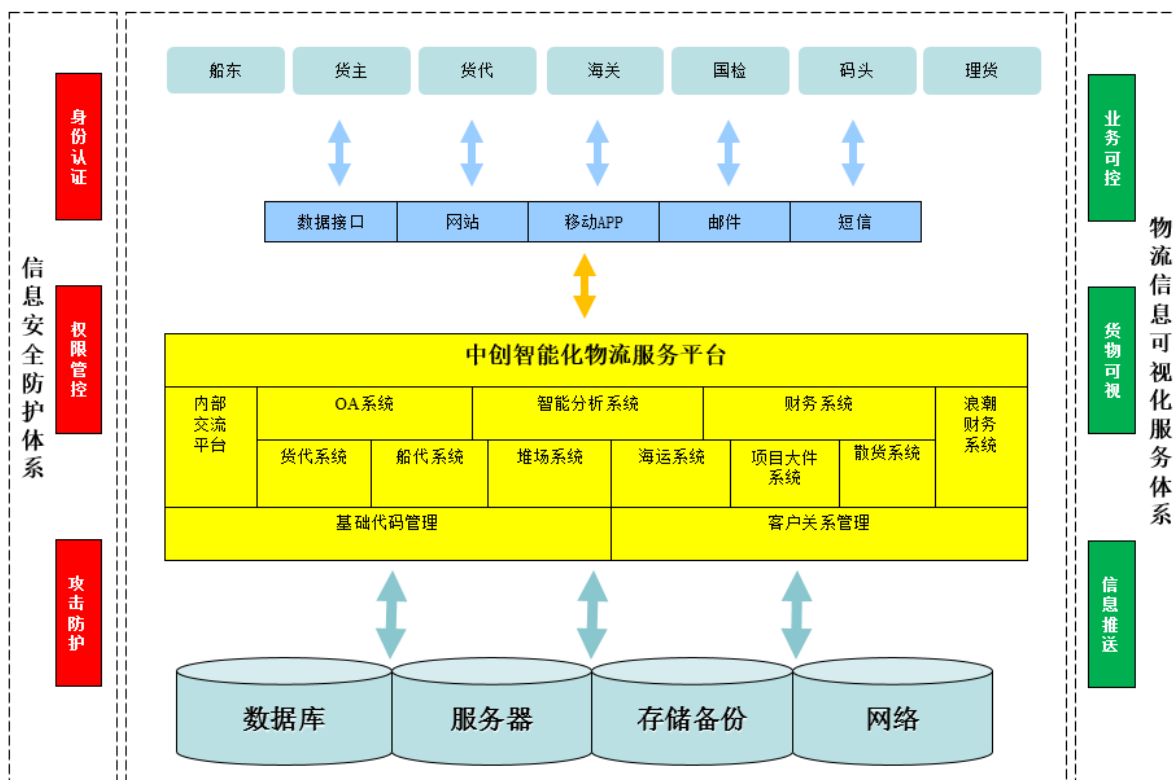 信息安全防护体系
身份认证
权限管控
攻击防护
船东
货主
货代
海关
国检
码头
理货
数据接口
网站
移动APP
邮件
短信
中创智能化物流服务平台
内部
交流
平台
OA系统
智能分析系统
财务系统
浪潮
财务
系统
货代系统
船代系统
堆场系统
海运系统
项目大件
系统
散货系统
基础代码管理
客户关系管理
数据库
服务器
存储备份
网络
业务可控
货物可视
信息推送
物流信息可视化服务体系